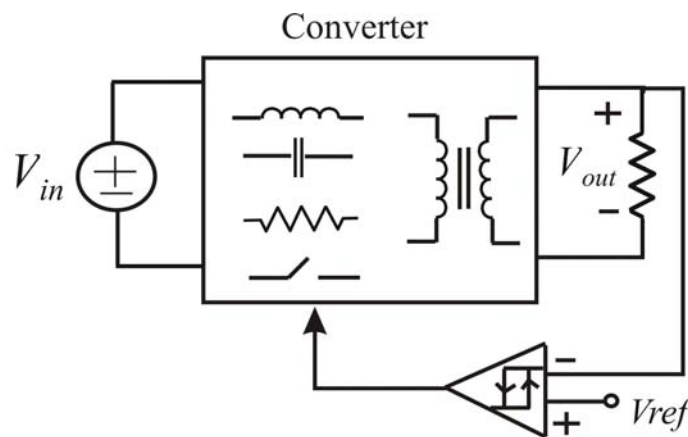 Converter
V_in
+
V_out
-
-
+
Vref